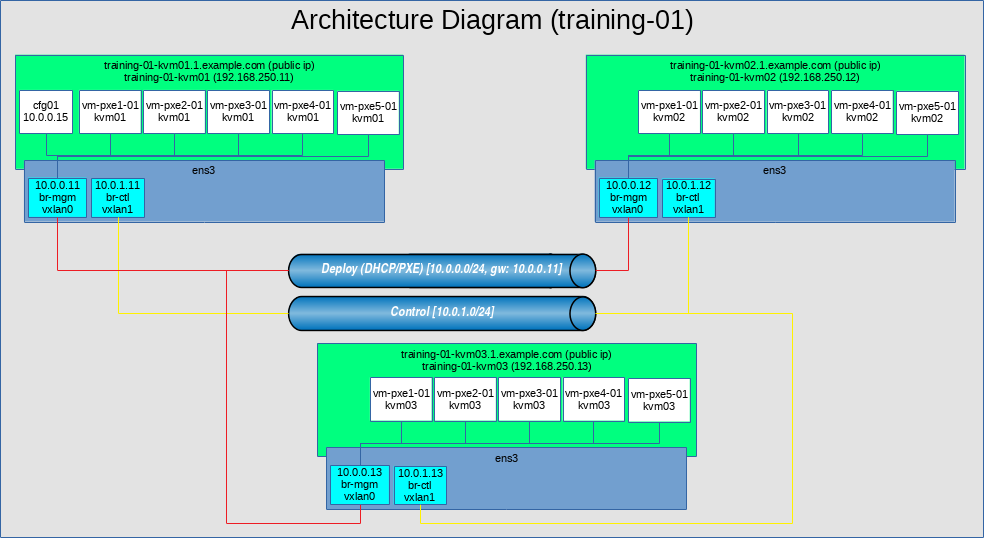 Architecture Diagram (training-01)
training-01-kvm01.1.example.com (public ip)
training-01-kvm01 (192.168.250.11)
cfg01
10.0.0.15
vm-pxe1-01
kvm01
vm-pxe2-01
kvm01
vm-pxe3-01
kvm01
vm-pxe4-01
kvm01
vm-pxe5-01
kvm01
ens3
10.0.0.11
br-mgm
vxlan0
10.0.1.11
br-ctl
vxlan1
training-01-kvm02.1.example.com (public ip)
training-01-kvm02 (192.168.250.12)
vm-pxe1-01
kvm02
vm-pxe2-01
kvm02
vm-pxe3-01
kvm02
vm-pxe4-01
kvm02
vm-pxe5-01
kvm02
ens3
10.0.0.12
br-mgm
vxlan0
10.0.1.12
br-ctl
vxlan1
Deploy (DHCP/PXE) [10.0.0.0/24, gw: 10.0.0.11]
Control [10.0.1.0/24]
training-01-kvm03.1.example.com (public ip)
training-01-kvm03 (192.168.250.13)
vm-pxe1-01
kvm03
vm-pxe2-01
kvm03
vm-pxe3-01
kvm03
vm-pxe4-01
kvm03
vm-pxe5-01
kvm03
ens3
10.0.0.13
br-mgm
vxlan0
10.0.1.13
br-ctl
vxlan1